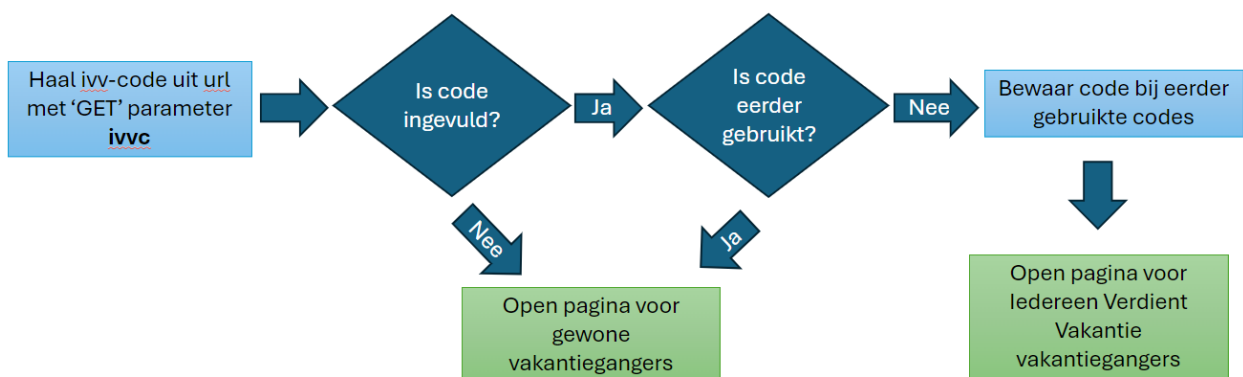 Haal ivv-code uit url
met ‘GET’ parameter
ivvc
Is code
ingevuld?
Ja
Is code
eerder
gebruikt?
Nee
Bewaar code bij eerder
gebruikte codes
Nee
Ja
Open pagina voor
gewone
vakantiegangers
Open pagina voor
Iedereen Verdient
Vakantie
vakantiegangers